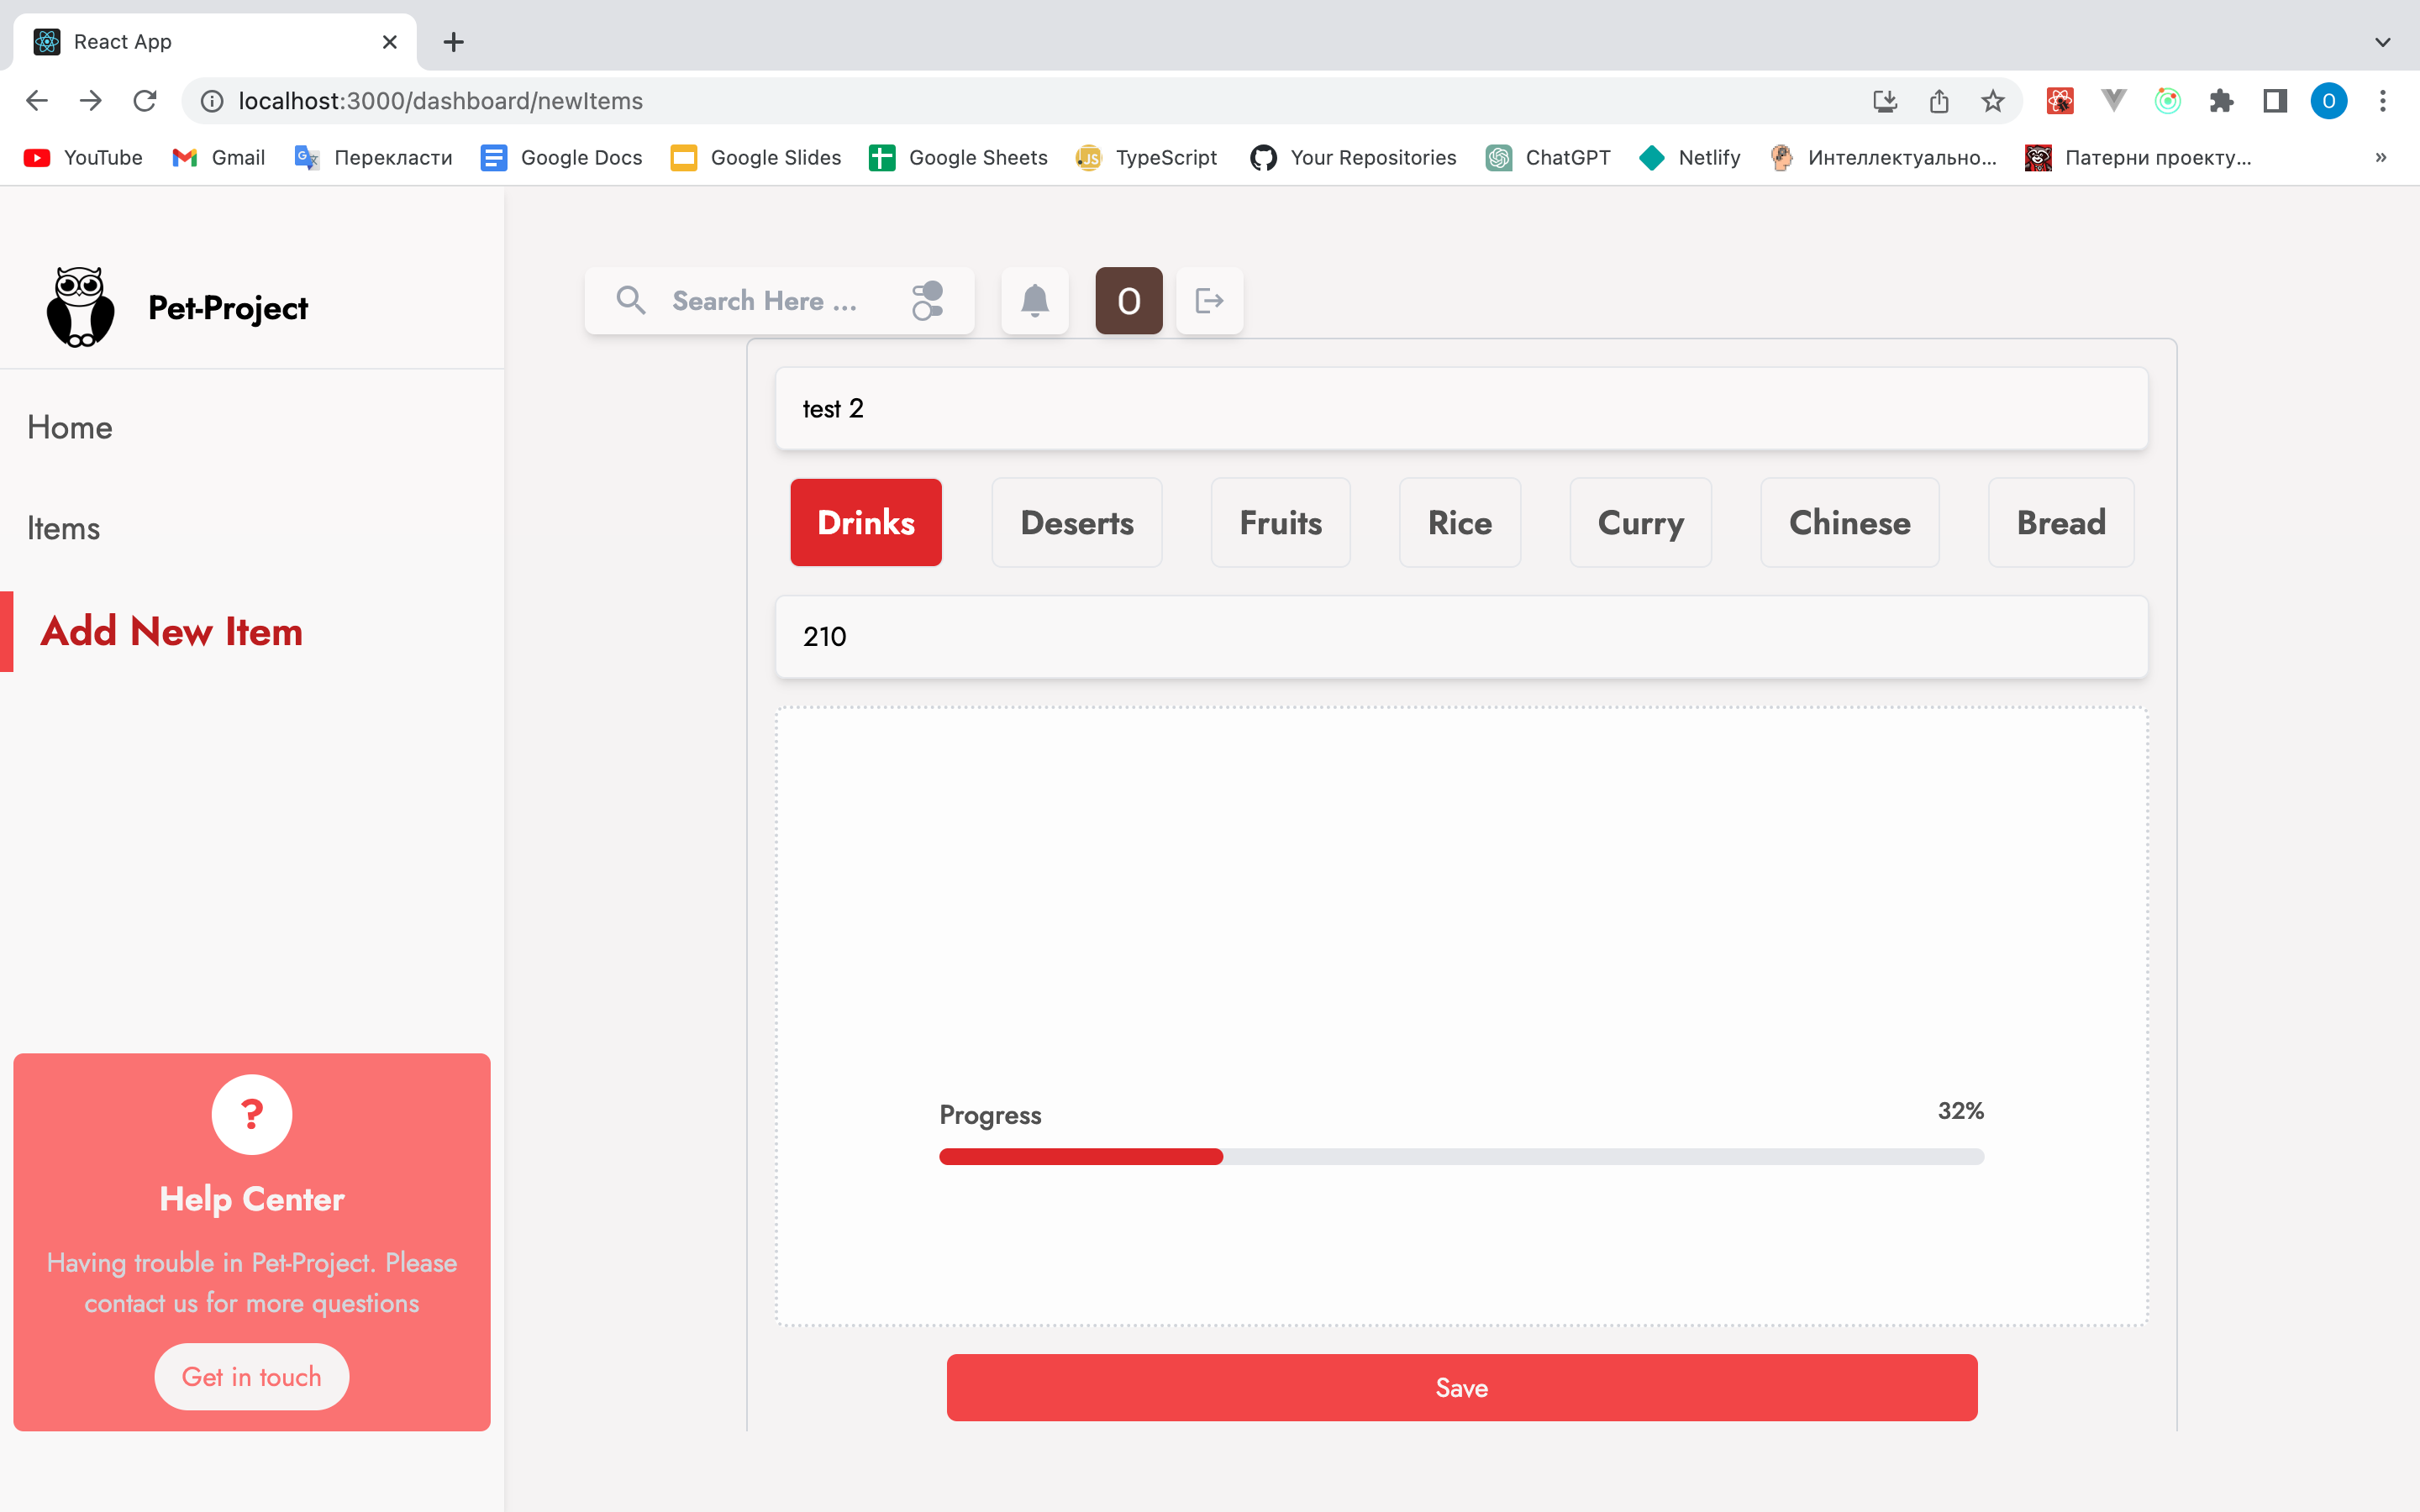 React App
localhost:3000/dashboard/newItems
O
YouTube
Gmail
Перекласти
Google Docs
Google Slides
Google Sheets
TypeScript
Your Repositories
ChatGPT
Netlify
Интеллектуально...
Патерни проекту...
»
Pet-Project
Search Here ...
O
Home
Items
Add New Item
test 2
Drinks
Deserts
Fruits
Rice
Curry
Chinese
Bread
210
Progress
32%
Save
?
Help Center
Having trouble in Pet-Project. Please
contact us for more questions
Get in touch